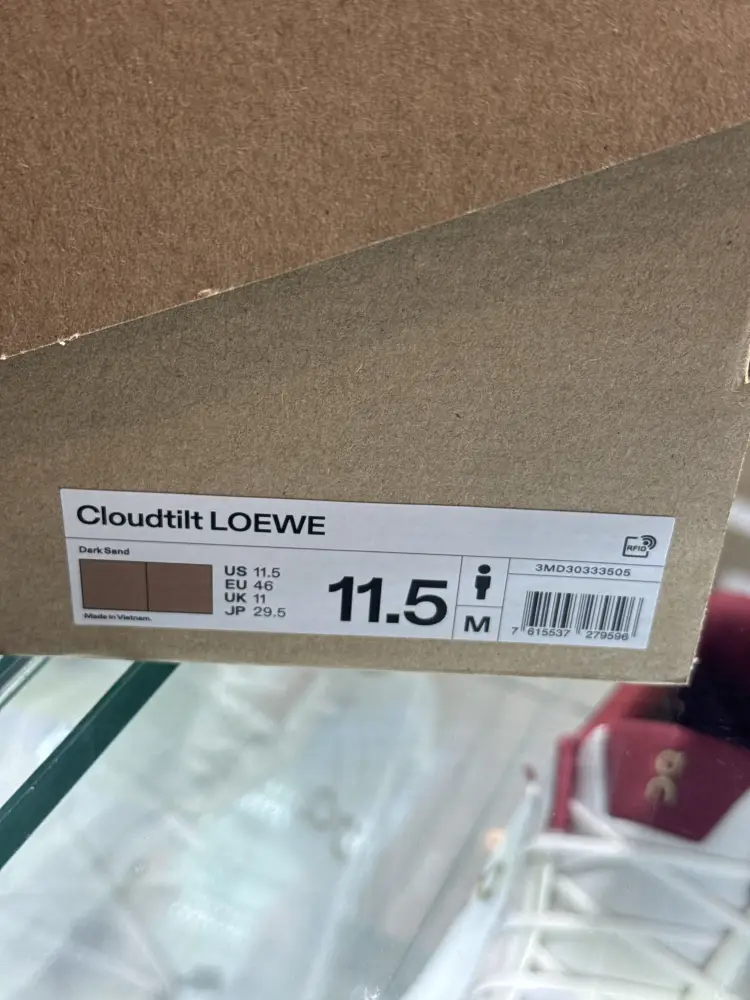 Cloudtilt LOEWE
Dark Sand
US 11.5
EU 46
UK 11
JP 29.5
Made in Vietnam.
11.5
M
RFID
3MD30333505
7 615537 279596